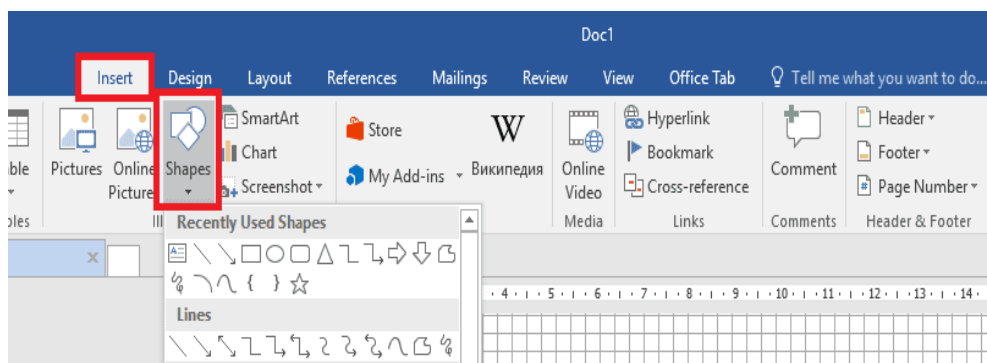 Doc1
Insert Design Layout References Mailings Review View Office Tab Tell me what you want to do...
Pictures
Online Picture
Shapes
SmartArt
Chart
Screenshot
Store
My Add-ins
W
Википедия
Online Video
Hyperlink
Bookmark
Cross-reference
Comment
Header
Footer
# Page Number
Media Links Comments Header & Footer
Recently Used Shapes
Lines
4 5 6 7 8 9 10 11 12 13 14